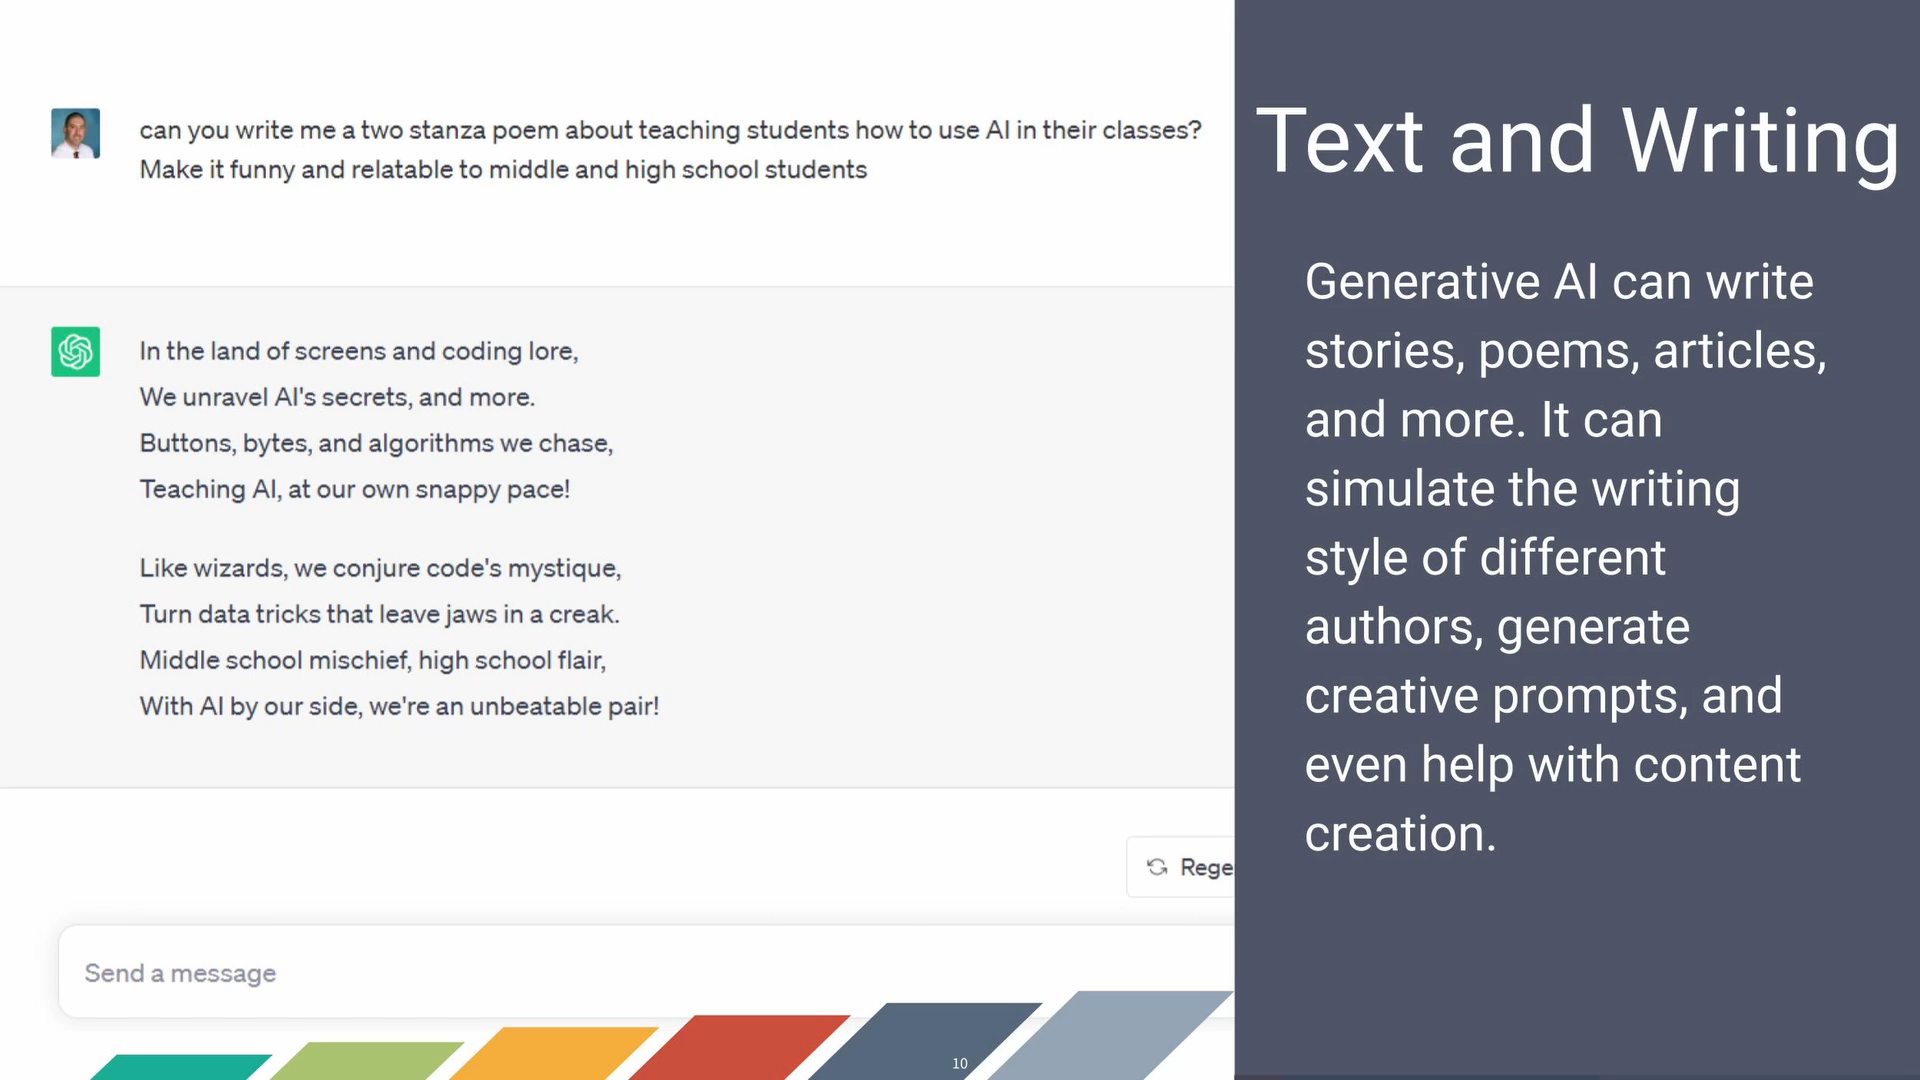 can you write me a two stanza poem about teaching students how to use AI in their classes?
Make it funny and relatable to middle and high school students
In the land of screens and coding lore,
We unravel AI's secrets, and more.
Buttons, bytes, and algorithms we chase,
Teaching AI, at our own snappy pace!
Like wizards, we conjure code's mystique,
Turn data tricks that leave jaws in a creak.
Middle school mischief, high school flair,
With AI by our side, we're an unbeatable pair!
Rege
Send a message
10
Text and Writing
Generative AI can write
stories, poems, articles,
and more. It can
simulate the writing
style of different
authors, generate
creative prompts, and
even help with content
creation.